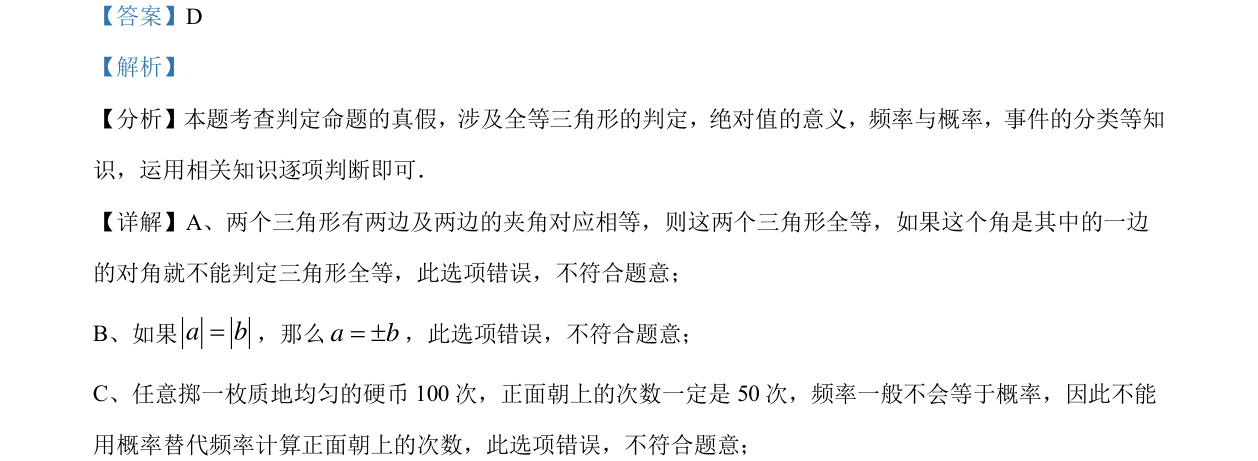 【答案】D
【解析】
【分析】本题考查判定命题的真假，涉及全等三角形的判定，绝对值的意义，频率与概率，事件的分类等知
识，运用相关知识逐项判断即可．
【详解】A、两个三角形有两边及两边的夹角对应相等，则这两个三角形全等，如果这个角是其中的一边
的对角就不能判定三角形全等，此选项错误，不符合题意；
B、如果|a|=|b|，那么a=±b，此选项错误，不符合题意；
C、任意掷一枚质地均匀的硬币 100 次，正面朝上的次数一定是 50 次，频率一般不会等于概率，因此不能
用概率替代频率计算正面朝上的次数，此选项错误，不符合题意；